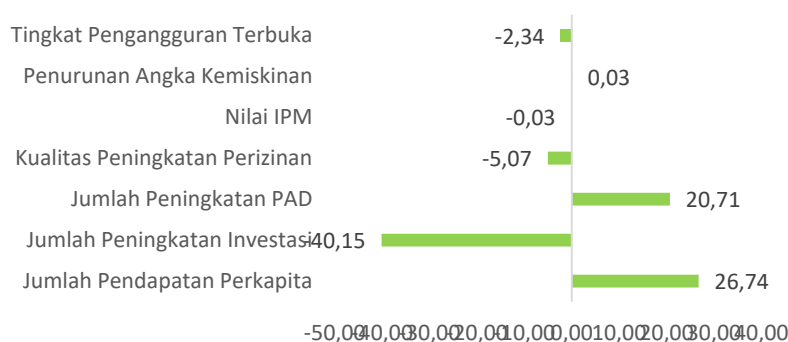 Tingkat Pengangguran Terbuka -2,34
Penurunan Angka Kemiskinan 0,03
Nilai IPM -0,03
Kualitas Peningkatan Perizinan -5,07
Jumlah Peningkatan PAD 20,71
Jumlah Peningkatan Investasi -40,15
Jumlah Pendapatan Perkapita 26,74
-50,00 -40,00 -30,00 -20,00 -10,00 0,00 10,00 20,00 30,00 40,00